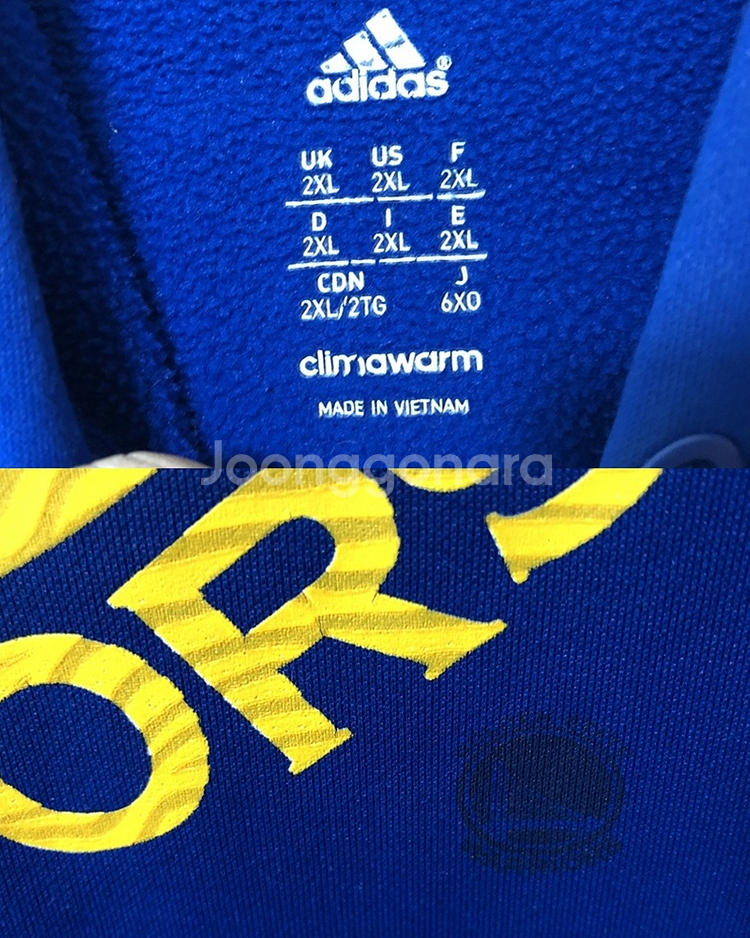 adidas®
UK US F
2XL 2XL 2XL
D I E
2XL 2XL 2XL
CDN J
2XL/2TG 6XO
climawarm
MADE IN VIETNAM
Joonggonara
OR